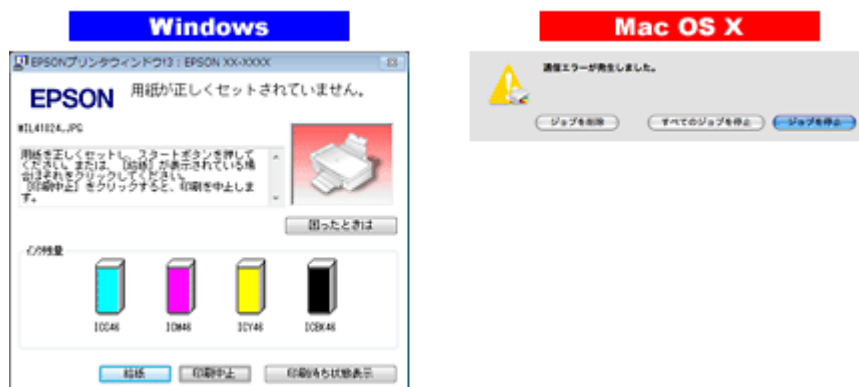 Windows
Mac OS X
EPSONプリンタウィンドウ!3 : EPSON XX-XXXX
EPSON
用紙が正しくセットされていません。
通信エラーが発生しました。
ジョブを削除
すべてのジョブを停止
ジョブを停止
MIL41024.JPG
用紙を正しくセットし、スタートボタンを押して
ください。または、[給紙]が表示されている場
合はそれをクリックしてください。
[印刷中止]をクリックすると、印刷を中止しま
す。
困ったときは
インク残量
ICC46
ICM46
ICY46
ICBK46
給紙
印刷中止
印刷待ち状態表示